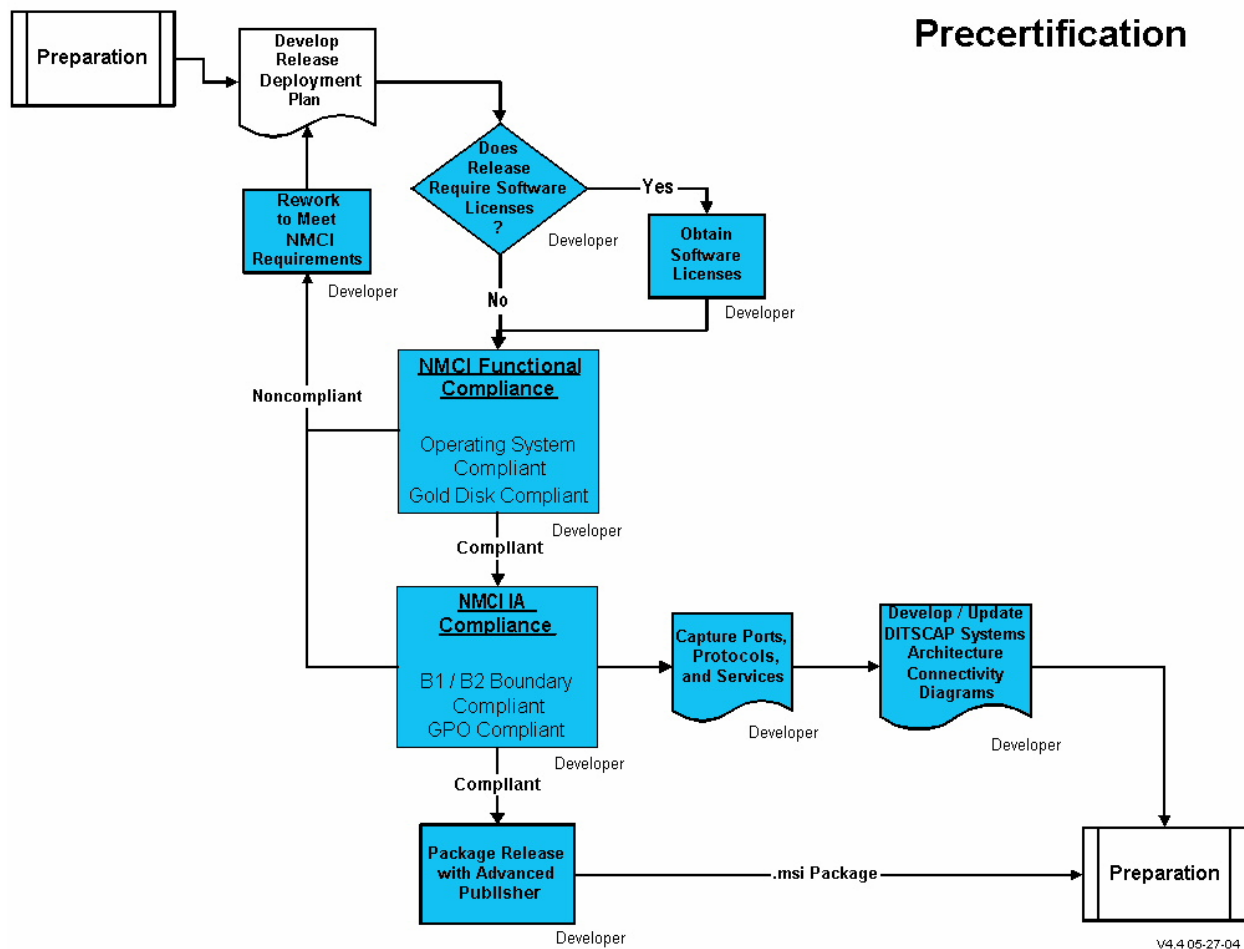 Precertification
Preparation
Develop
Release
Deployment
Plan
Does
Release
Require Software
Licenses
?
Developer
Yes
Obtain
Software
Licenses
Developer
Rework
to Meet
NMCI
Requirements
Developer
No
Noncompliant
NMCI Functional
Compliance
Operating System
Compliant
Gold Disk Compliant
Developer
Compliant
NMCI IA
Compliance
B1 / B2 Boundary
Compliant
GPO Compliant
Developer
Capture Ports,
Protocols,
and Services
Developer
Develop / Update
DITSCAP Systems
Architecture
Connectivity
Diagrams
Developer
Compliant
Package Release
with Advanced
Publisher
Developer
.msi Package
Preparation
V4.4 05-27-04